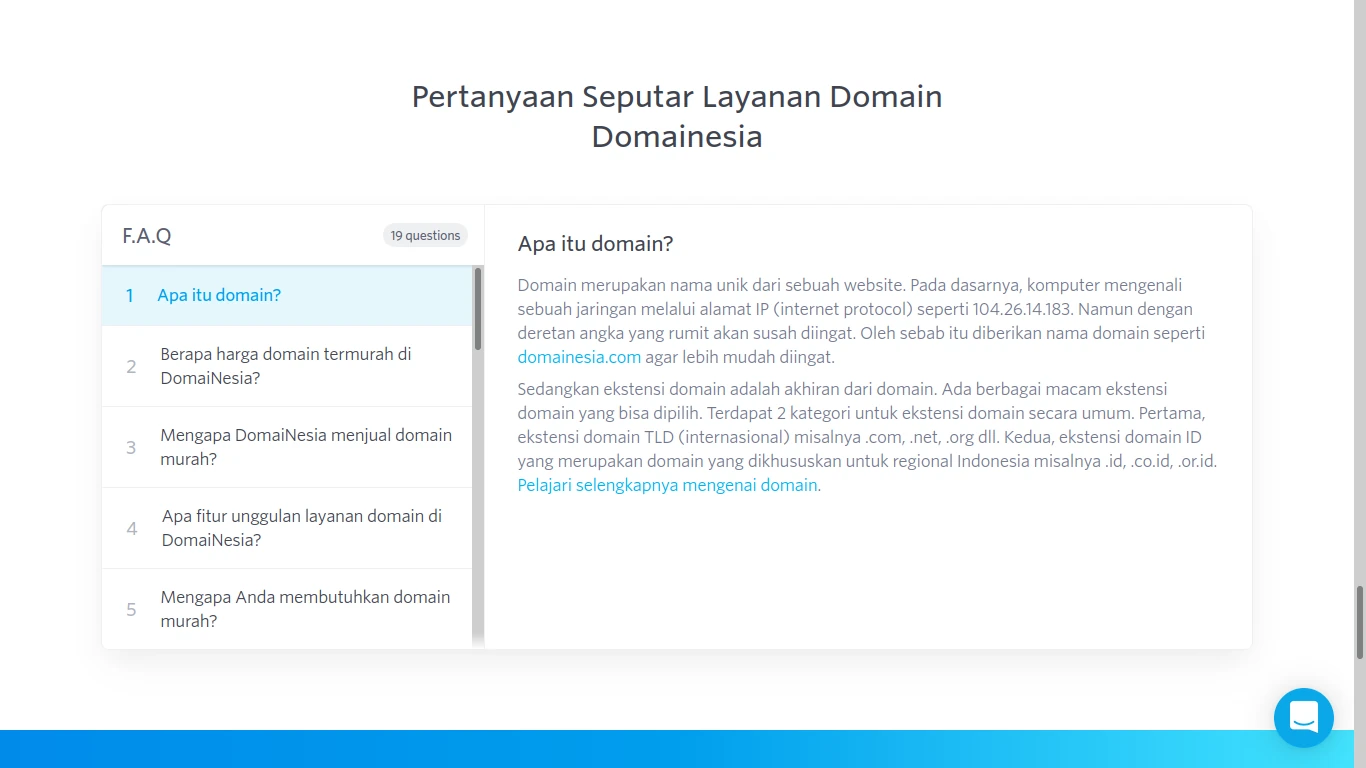 Pertanyaan Seputar Layanan Domain
Domainesia
F.A.Q
19 questions
1 Apa itu domain?
2 Berapa harga domain termurah di
DomaiNesia?
3 Mengapa DomaiNesia menjual domain
murah?
4 Apa fitur unggulan layanan domain di
DomaiNesia?
5 Mengapa Anda membutuhkan domain
murah?
Apa itu domain?
Domain merupakan nama unik dari sebuah website. Pada dasarnya, komputer mengenali
sebuah jaringan melalui alamat IP (internet protocol) seperti 104.26.14.183. Namun dengan
deretan angka yang rumit akan susah diingat. Oleh sebab itu diberikan nama domain seperti
domainesia.com agar lebih mudah diingat.
Sedangkan ekstensi domain adalah akhiran dari domain. Ada berbagai macam ekstensi
domain yang bisa dipilih. Terdapat 2 kategori untuk ekstensi domain secara umum. Pertama,
ekstensi domain TLD (internasional) misalnya .com, .net, .org dll. Kedua, ekstensi domain ID
yang merupakan domain yang dikhususkan untuk regional Indonesia misalnya .id, .co.id, .or.id.
Pelajari selengkapnya mengenai domain.